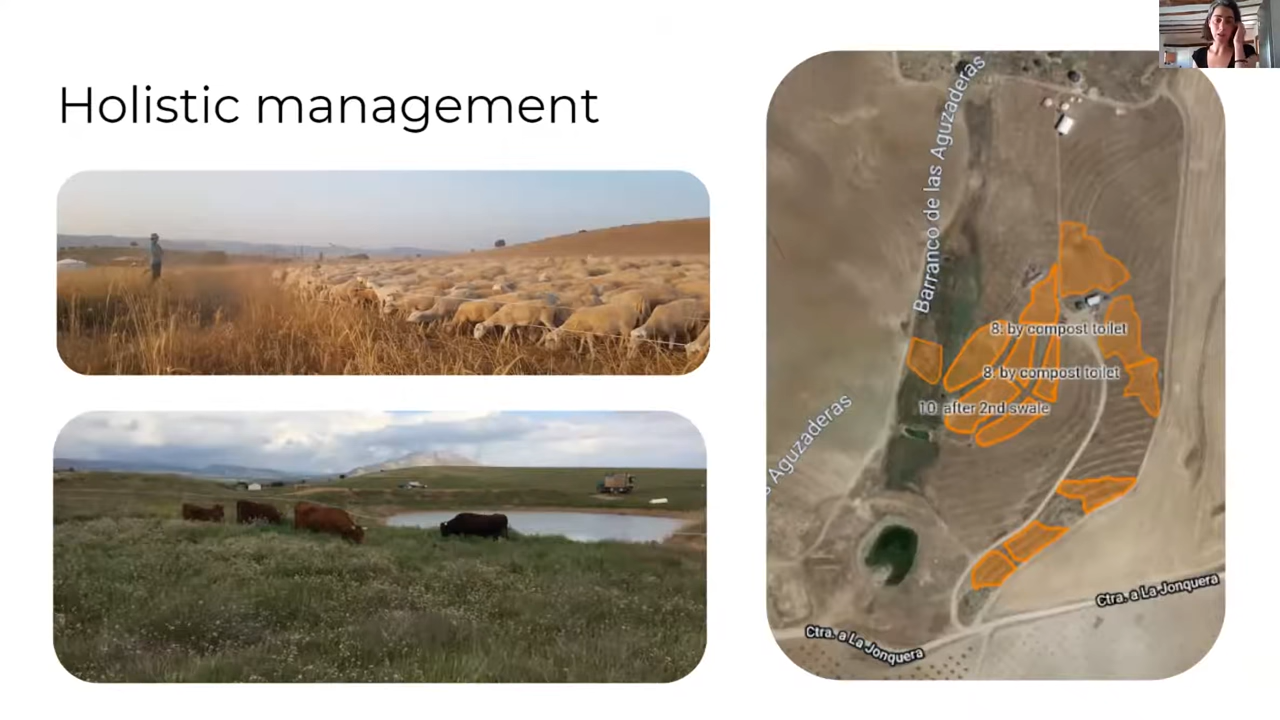 Holistic management
Barranco de las Aguzaderas
8: by compost toilet
8: by compost toilet
10: after 2nd swale
s Aguzaderas
Ctra. a La Jonquera
Ctra. a La Jonquera